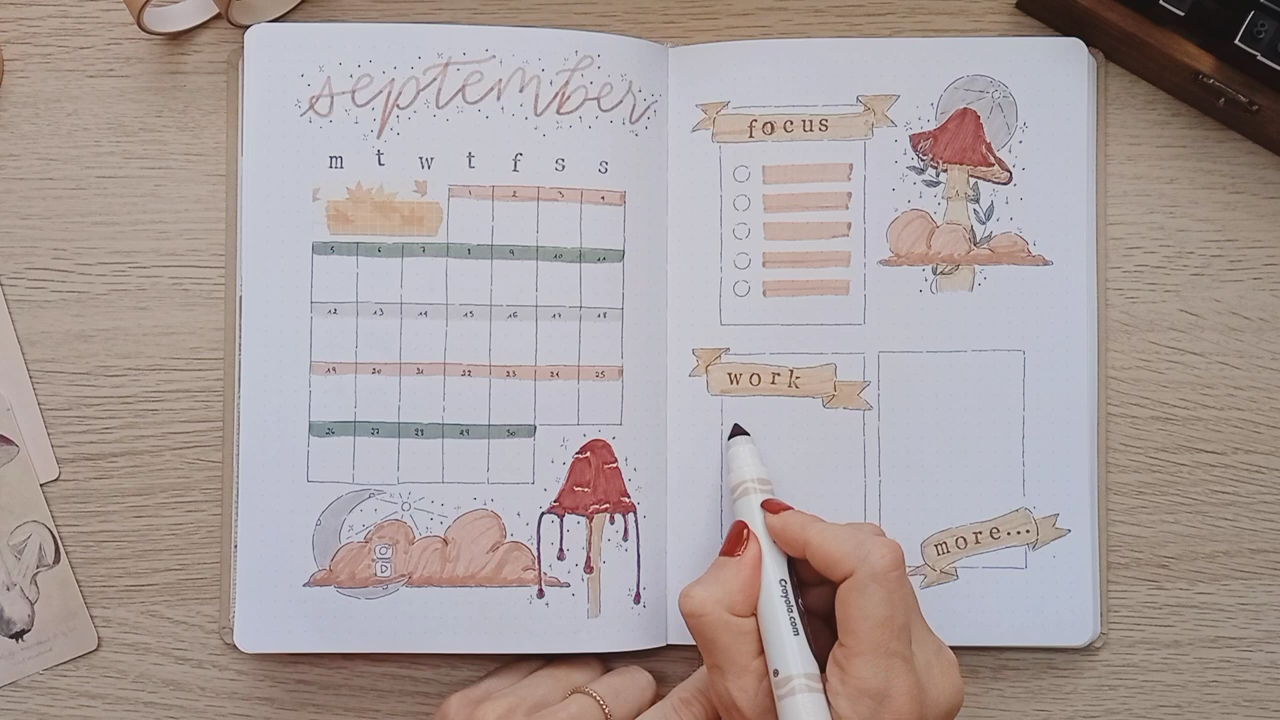 september
m t w t f s s
1 2 3 4
5 6 7 8 9 10 11
12 13 14 15 16 17 18
19 20 21 22 23 24 25
26 27 28 29 30
focus
work
more...
Crayola.com
8